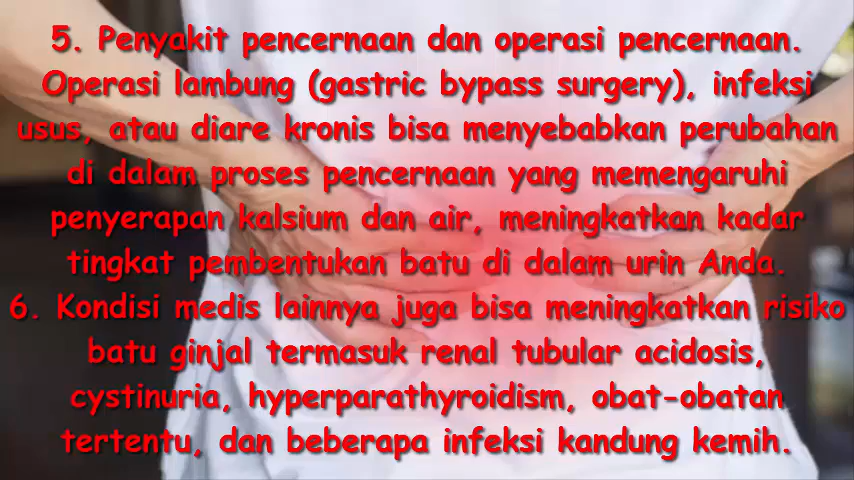 5. Penyakit pencernaan dan operasi pencernaan.
Operasi lambung (gastric bypass surgery), infeksi
usus, atau diare kronis bisa menyebabkan perubahan
di dalam proses pencernaan yang memengaruhi
penyerapan kalsium dan air, meningkatkan kadar
tingkat pembentukan batu di dalam urin Anda.
6. Kondisi medis lainnya juga bisa meningkatkan risiko
batu ginjal termasuk renal tubular acidosis,
cystinuria, hyperparathyroidism, obat-obatan
tertentu, dan beberapa infeksi kandung kemih.